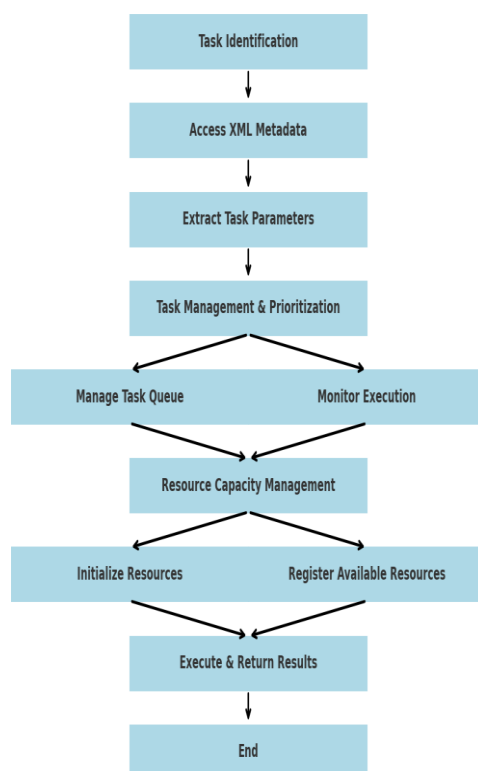 Task Identification
Access XML Metadata
Extract Task Parameters
Task Management & Prioritization
Manage Task Queue
Monitor Execution
Resource Capacity Management
Initialize Resources
Register Available Resources
Execute & Return Results
End